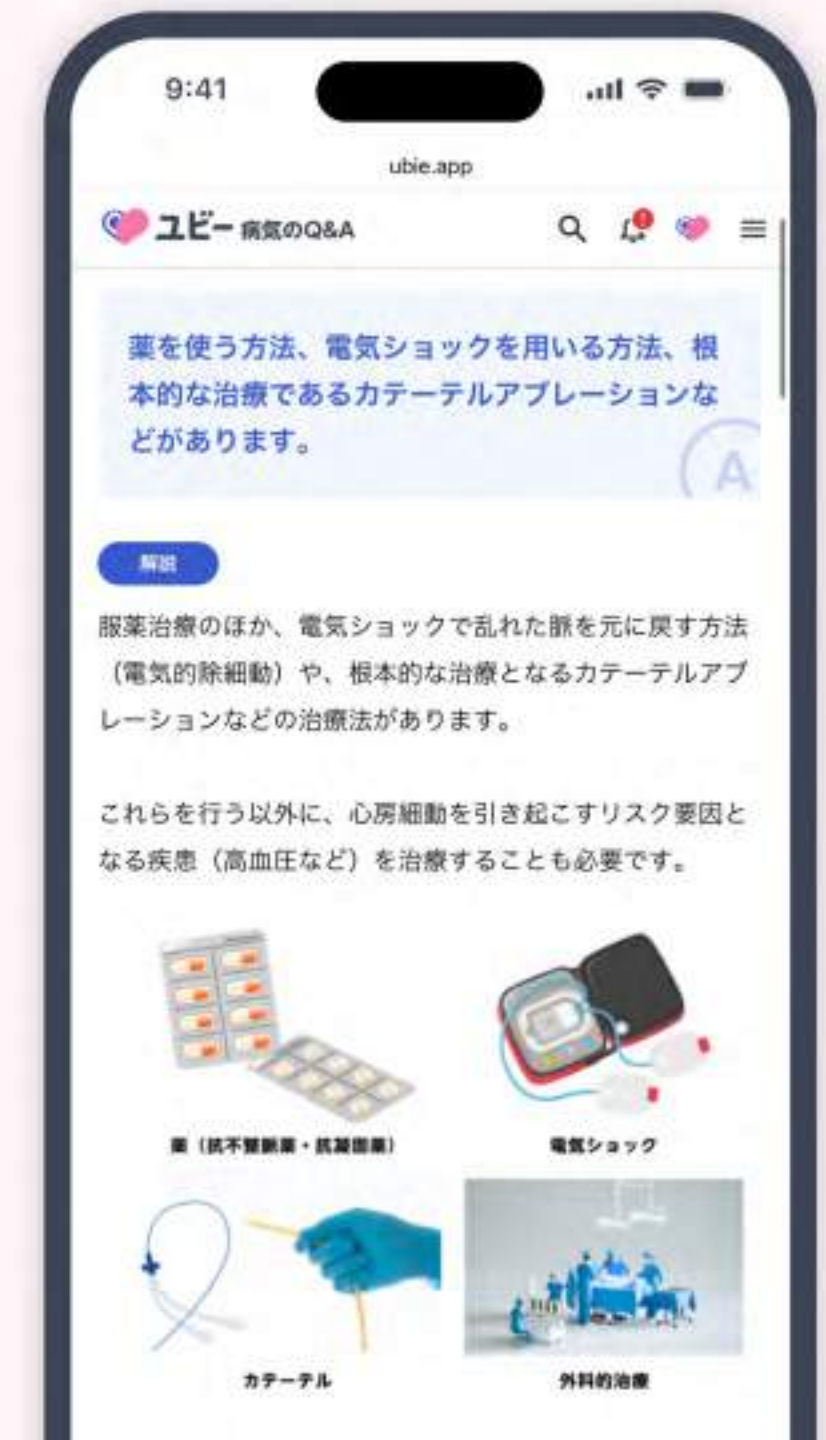 9:41
ubie.app
ユビー 病気のQ&A
薬を使う方法、電気ショックを用いる方法、根
本的な治療であるカテーテルアブレーションな
どがあります。
A
解説
服薬治療のほか、電気ショックで乱れた脈を元に戻す方法
（電気的除細動）や、根本的な治療となるカテーテルアブ
レーションなどの治療法があります。
これらを行う以外に、心房細動を引き起こすリスク要因と
なる疾患（高血圧など）を治療することも必要です。
薬（抗不整脈薬・抗凝固薬）
電気ショック
カテーテル
外科的治療